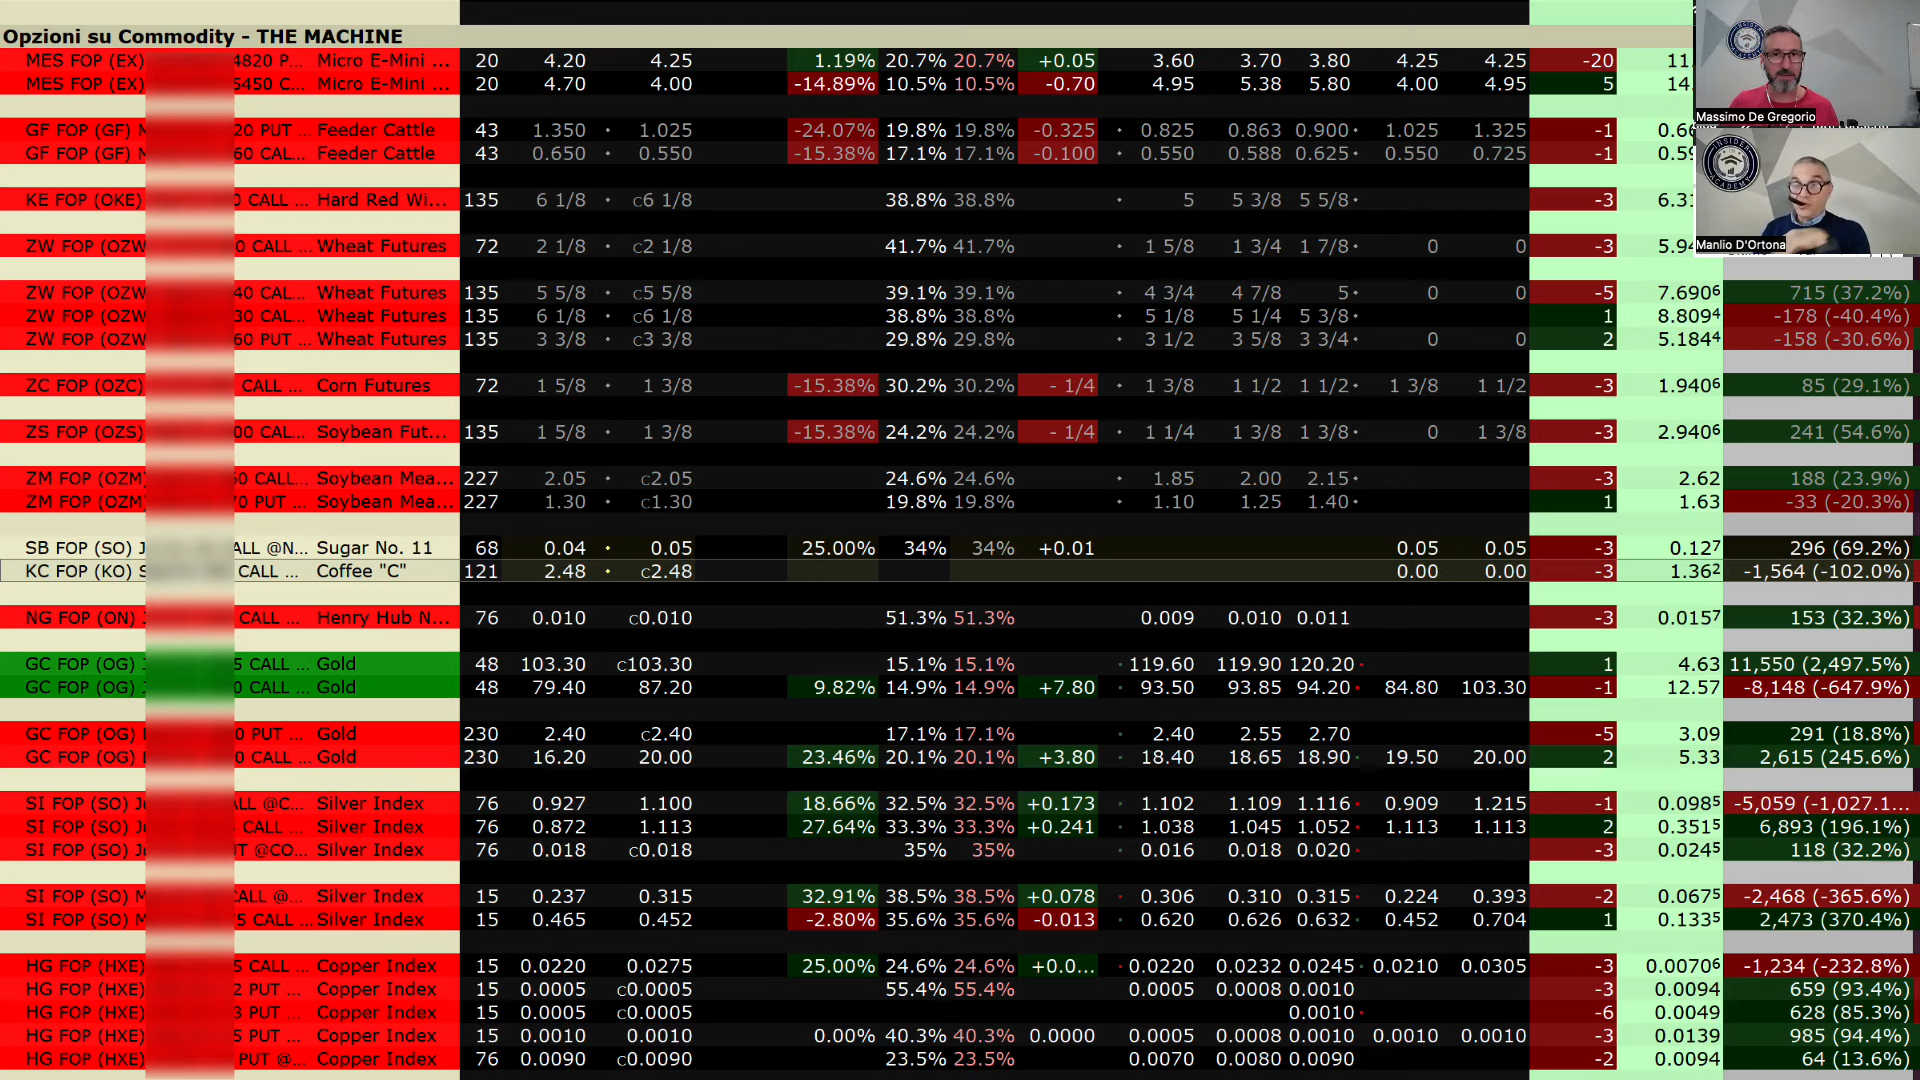 Opzioni su Commodity - THE MACHINE
MES FOP (EX) 4820 P... Micro E-Mini ... 20 4.20 4.25 1.19% 20.7% 20.7% +0.05 3.60 3.70 3.80 4.25 4.25 -20 11.
MES FOP (EX) 5450 C... Micro E-Mini ... 20 4.70 4.00 -14.89% 10.5% 10.5% -0.70 4.95 5.38 5.80 4.00 4.95 5 14.
Massimo De Gregorio
GF FOP (GF) 20 PUT ... Feeder Cattle 43 1.350 1.025 -24.07% 19.8% 19.8% -0.325 0.825 0.863 0.900 1.025 1.325 -1
GF FOP (GF) 60 CALL ... Feeder Cattle 43 0.650 0.550 -15.38% 17.1% 17.1% -0.100 0.550 0.588 0.625 0.550 0.725 -1 0.59
INSIDER ACADEMY
KE FOP (OKE) 0 CALL ... Hard Red Wi... 135 6 1/8 c6 1/8 38.8% 38.8% 5 5 3/8 5 5/8 -3 6.31
ZW FOP (OZW 0 CALL ... Wheat Futures 72 2 1/8 c2 1/8 41.7% 41.7% 1 5/8 1 3/4 1 7/8 0 0 -3 5.94
Manlio D'Ortona
ZW FOP (OZW 40 CAL... Wheat Futures 135 5 5/8 c5 5/8 39.1% 39.1% 4 3/4 4 7/8 5 0 0 -5 7.690⁶ 715 (37.2%)
ZW FOP (OZW 30 CAL... Wheat Futures 135 6 1/8 c6 1/8 38.8% 38.8% 5 1/8 5 1/4 5 3/8 1 8.809⁴ -178 (-40.4%)
ZW FOP (OZW 60 PUT ... Wheat Futures 135 3 3/8 c3 3/8 29.8% 29.8% 3 1/2 3 5/8 3 3/4 0 0 2 5.184⁴ -158 (-30.6%)
ZC FOP (OZC) CALL ... Corn Futures 72 1 5/8 1 3/8 -15.38% 30.2% 30.2% - 1/4 1 3/8 1 1/2 1 1/2 1 3/8 1 1/2 -3 1.940⁶ 85 (29.1%)
ZS FOP (OZS) 00 CAL... Soybean Fut... 135 1 5/8 1 3/8 -15.38% 24.2% 24.2% - 1/4 1 1/4 1 3/8 1 3/8 0 1 3/8 -3 2.940⁶ 241 (54.6%)
ZM FOP (OZM) 50 CALL ... Soybean Mea... 227 2.05 c2.05 24.6% 24.6% 1.85 2.00 2.15 -3 2.62 188 (23.9%)
ZM FOP (OZM) 70 PUT ... Soybean Mea... 227 1.30 c1.30 19.8% 19.8% 1.10 1.25 1.40 1 1.63 -33 (-20.3%)
SB FOP (SO) J ALL @N... Sugar No. 11 68 0.04 0.05 25.00% 34% 34% +0.01 0.05 0.05 -3 0.12⁷ 296 (69.2%)
KC FOP (KO) S CALL ... Coffee "C" 121 2.48 c2.48 0.00 0.00 -3 1.36² -1,564 (-102.0%)
NG FOP (ON) CALL ... Henry Hub N... 76 0.010 c0.010 51.3% 51.3% 0.009 0.010 0.011 -3 0.015⁷ 153 (32.3%)
GC FOP (OG) 5 CALL ... Gold 48 103.30 c103.30 15.1% 15.1% 119.60 119.90 120.20 1 4.63 11,550 (2,497.5%)
GC FOP (OG) 0 CALL ... Gold 48 79.40 87.20 9.82% 14.9% 14.9% +7.80 93.50 93.85 94.20 84.80 103.30 -1 12.57 -8,148 (-647.9%)
GC FOP (OG) 0 PUT ... Gold 230 2.40 c2.40 17.1% 17.1% 2.40 2.55 2.70 -5 3.09 291 (18.8%)
GC FOP (OG) 0 CALL ... Gold 230 16.20 20.00 23.46% 20.1% 20.1% +3.80 18.40 18.65 18.90 19.50 20.00 2 5.33 2,615 (245.6%)
SI FOP (SO) J ALL @C... Silver Index 76 0.927 1.100 18.66% 32.5% 32.5% +0.173 1.102 1.109 1.116 0.909 1.215 -1 0.098⁵ -5,059 (-1,027.1...
SI FOP (SO) J CALL ... Silver Index 76 0.872 1.113 27.64% 33.3% 33.3% +0.241 1.038 1.045 1.052 1.113 1.113 2 0.351⁵ 6,893 (196.1%)
SI FOP (SO) J UT @CO... Silver Index 76 0.018 c0.018 35% 35% 0.016 0.018 0.020 -3 0.024⁵ 118 (32.2%)
SI FOP (SO) M CALL @... Silver Index 15 0.237 0.315 32.91% 38.5% 38.5% +0.078 0.306 0.310 0.315 0.224 0.393 -2 0.067⁵ -2,468 (-365.6%)
SI FOP (SO) M 5 CALL ... Silver Index 15 0.465 0.452 -2.80% 35.6% 35.6% -0.013 0.620 0.626 0.632 0.452 0.704 1 0.133⁵ 2,473 (370.4%)
HG FOP (HXE) 5 CALL ... Copper Index 15 0.0220 0.0275 25.00% 24.6% 24.6% +0.0... 0.0220 0.0232 0.0245 0.0210 0.0305 -3 0.0070⁶ -1,234 (-232.8%)
HG FOP (HXE) 2 PUT ... Copper Index 15 0.0005 c0.0005 55.4% 55.4% 0.0005 0.0008 0.0010 -3 0.0094 659 (93.4%)
HG FOP (HXE) 3 PUT ... Copper Index 15 0.0005 c0.0005 0.0010 -6 0.0049 628 (85.3%)
HG FOP (HXE) 5 PUT ... Copper Index 15 0.0010 0.0010 0.00% 40.3% 40.3% 0.0000 0.0005 0.0008 0.0010 0.0010 0.0010 -3 0.0139 985 (94.4%)
HG FOP (HXE) PUT @... Copper Index 76 0.0090 c0.0090 23.5% 23.5% 0.0070 0.0080 0.0090 -2 0.0094 64 (13.6%)